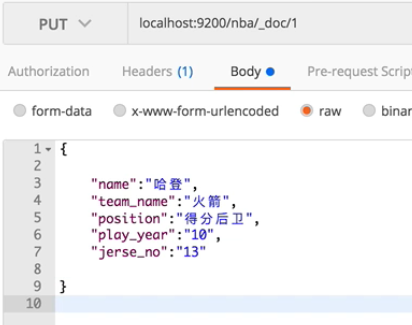 PUT localhost:9200/nba/_doc/1
Authorization Headers (1) Body Pre-request Scrip
form-data x-www-form-urlencoded raw binar
1 {
2
3 "name":"哈登",
4 "team_name":"火箭",
5 "position":"得分后卫",
6 "play_year":"10",
7 "jerse_no":"13"
8
9 }
10